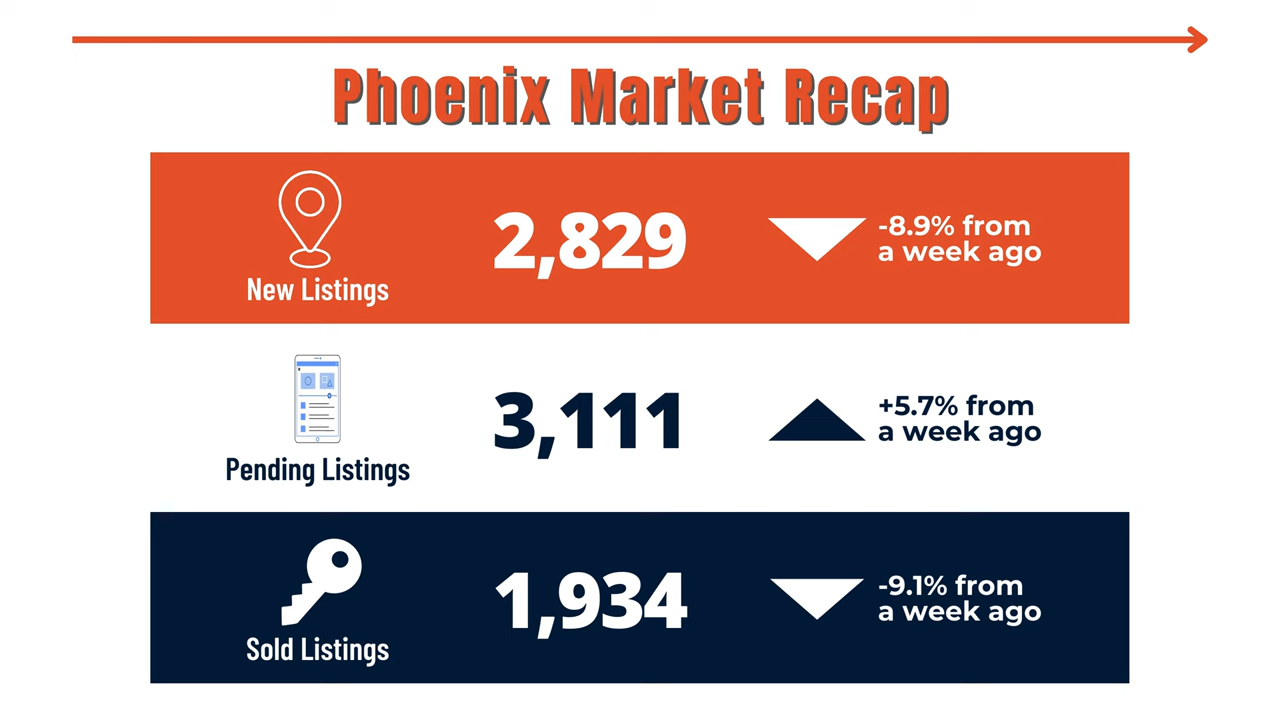 Phoenix Market Recap
New Listings
2,829
-8.9% from
a week ago
Pending Listings
3,111
+5.7% from
a week ago
Sold Listings
1,934
-9.1% from
a week ago